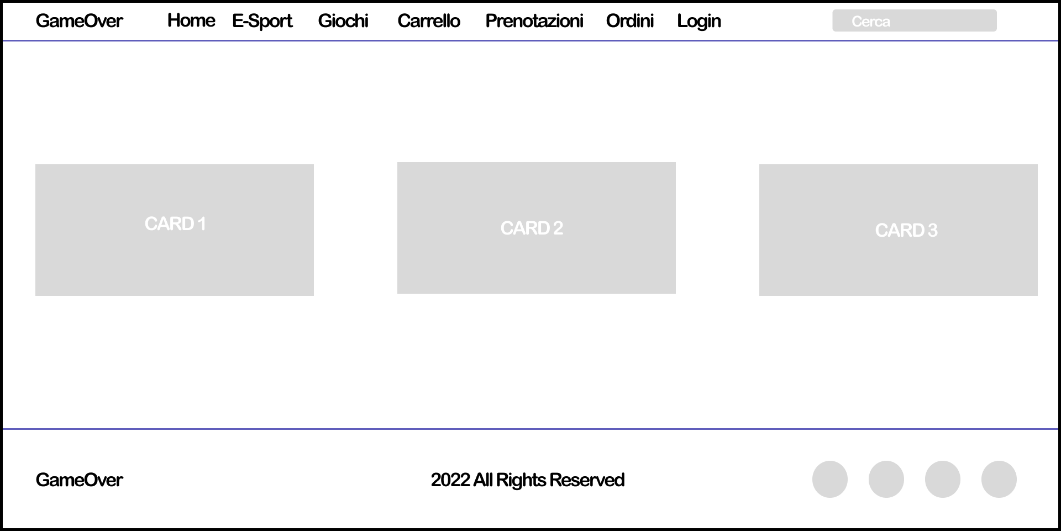 GameOver Home E-Sport Giochi Carrello Prenotazioni Ordini Login Cerca
CARD 1 CARD 2 CARD 3
GameOver 2022 All Rights Reserved